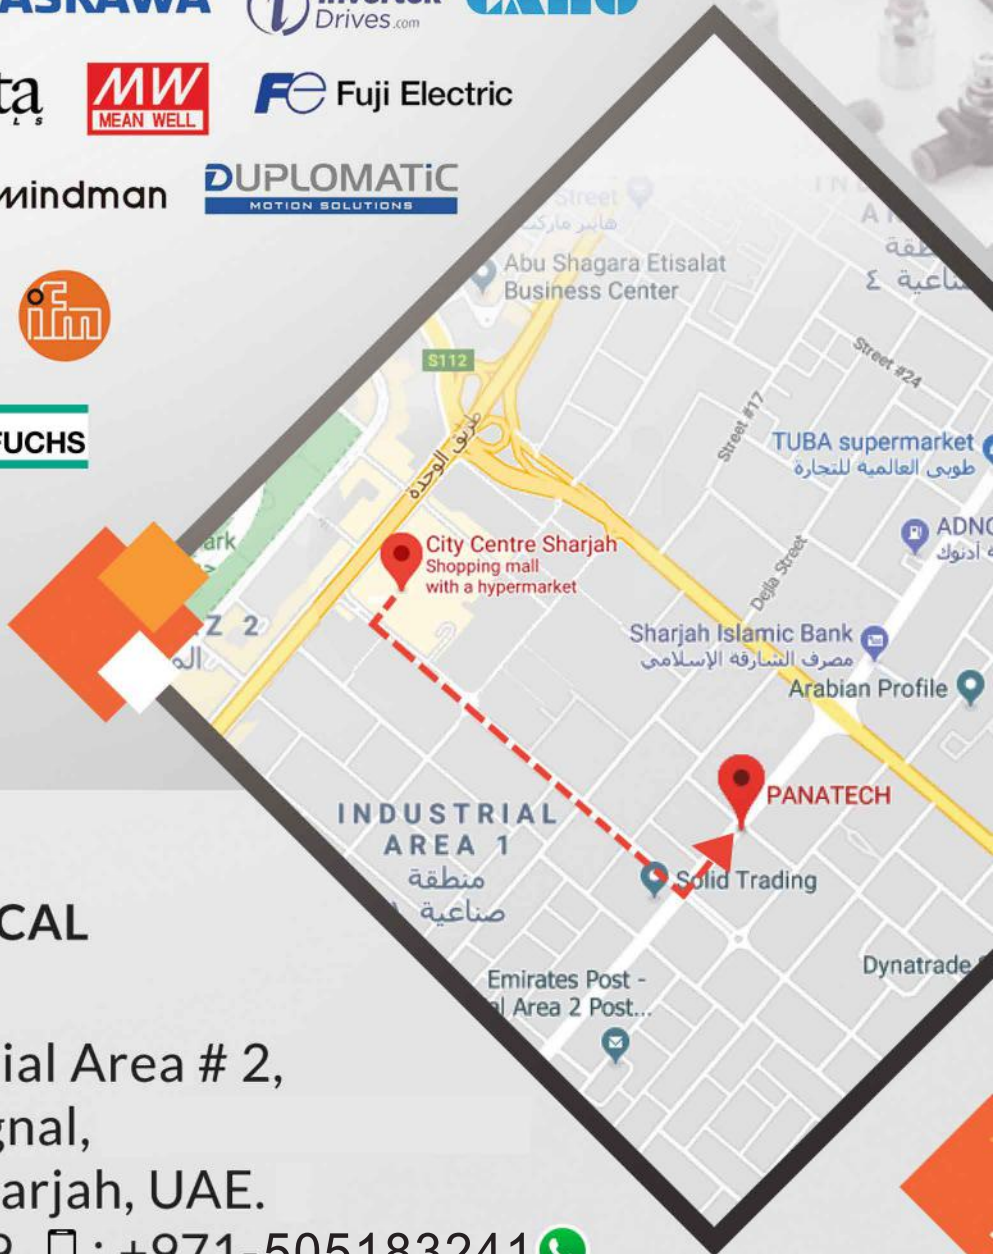 Drives.com
MW
MEAN WELL
Fe Fuji Electric
mindman
DUPLOMATiC
MOTION SOLUTIONS
ifm
FUCHS
Street
هايبر ماركت
Abu Shagara Etisalat
Business Center
S112
طريق الوحدة
Street #24
Street #17
TUBA supermarket
طوبى العالمية للتجارة
City Centre Sharjah
Shopping mall
with a hypermarket
Dejla Street
Sharjah Islamic Bank
مصرف الشارقة الإسلامي
Arabian Profile
PANATECH
INDUSTRIAL
AREA 1
منطقة
صناعية
Solid Trading
Dynatrade
Emirates Post -
Area 2 Post...
CAL
ial Area # 2,
gnal,
arjah, UAE.
: +971-505183241